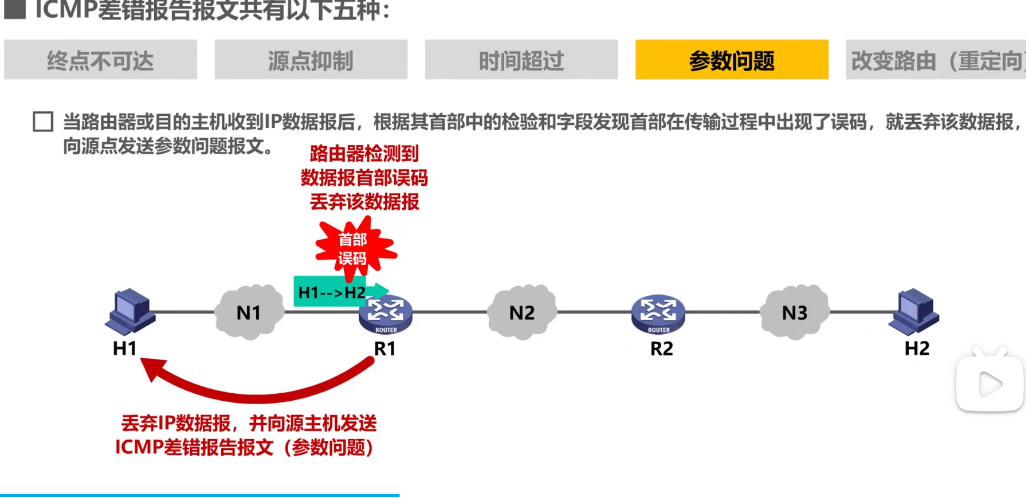 ICMP差错报告报文共有以下五种：
终点不可达
源点抑制
时间超过
参数问题
改变路由（重定向）
当路由器或目的主机收到IP数据报后，根据其首部中的检验和字段发现首部在传输过程中出现了误码，就丢弃该数据报，
向源点发送参数问题报文。
路由器检测到
数据报首部误码
丢弃该数据报
首部
误码
H1-->H2
N1
ROUTER
N2
ROUTER
N3
H1
R1
R2
H2
丢弃IP数据报，并向源主机发送
ICMP差错报告报文（参数问题）